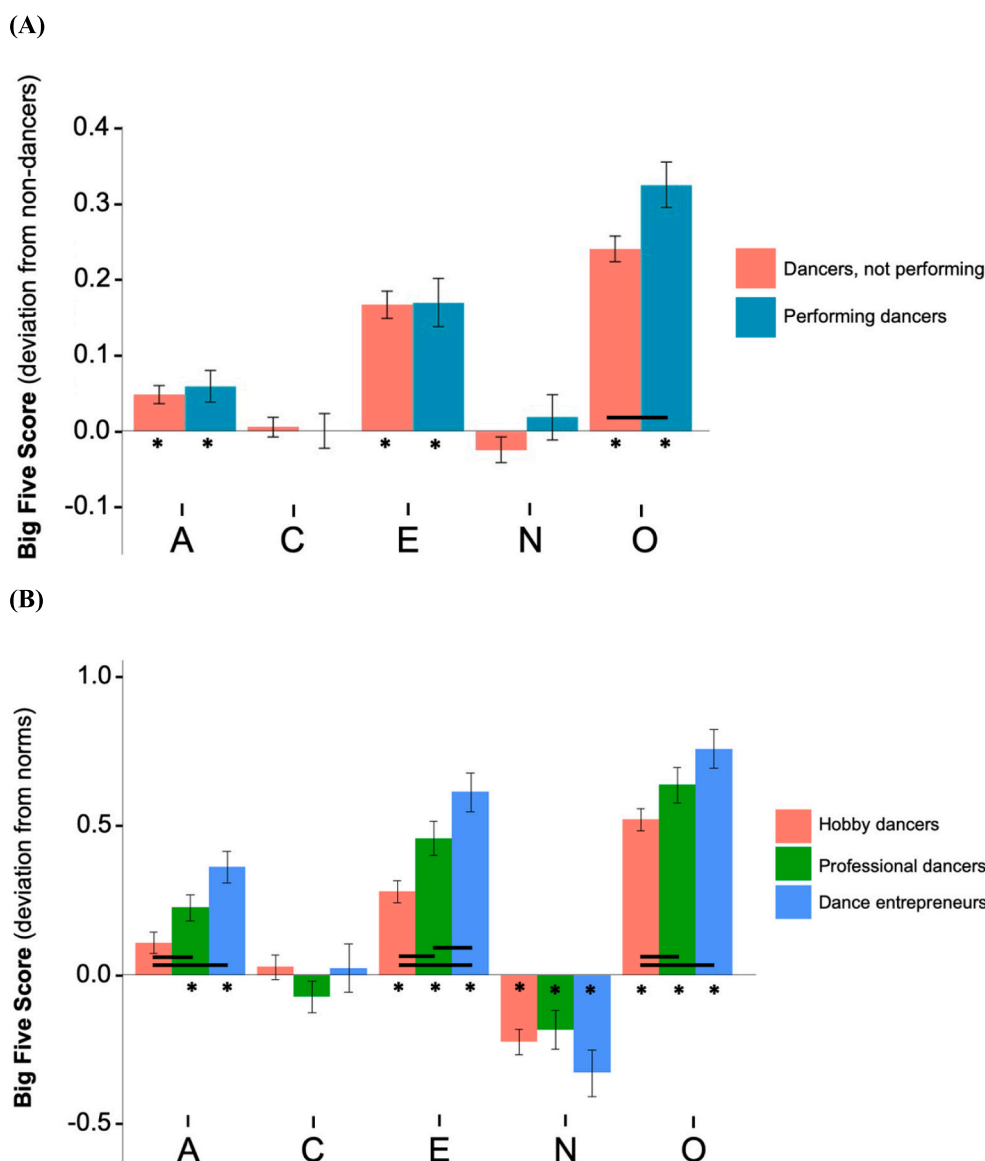 (A)
Big Five Score (deviation from non-dancers)
0.4
0.3
0.2
0.1
0.0
-0.1
* * * * * *
A C E N O
Dancers, not performing
Performing dancers
(B)
Big Five Score (deviation from norms)
1.0
0.5
0.0
-0.5
* * * * * * * * * * *
A C E N O
Hobby dancers
Professional dancers
Dance entrepreneurs